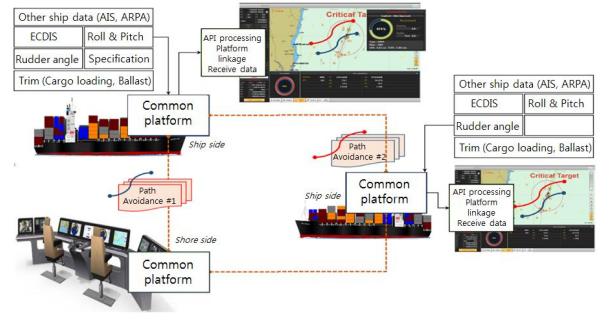 Other ship data (AIS, ARPA)
ECDIS
Roll & Pitch
Rudder angle
Specification
Trim (Cargo loading, Ballast)
API processing
Platform
linkage
Receive data
Critical Target
Common
platform
Ship side
Path
Avoidance #2
Path
Avoidance #1
Shore side
Common
platform
Other ship data (AIS, ARPA)
ECDIS
Roll & Pitch
Rudder angle
Trim (Cargo loading, Ballast)
Ship side
Common
platform
API processing
Platform
linkage
Receive data
Critical Target